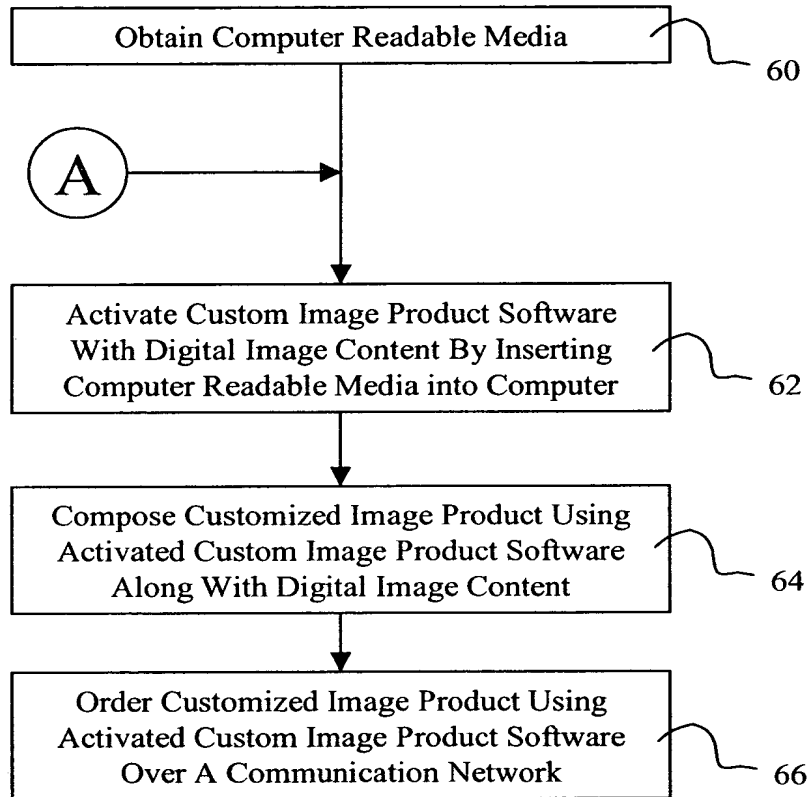 Obtain Computer Readable Media
60
A
Activate Custom Image Product Software
With Digital Image Content By Inserting
Computer Readable Media into Computer
62
Compose Customized Image Product Using
Activated Custom Image Product Software
Along With Digital Image Content
64
Order Customized Image Product Using
Activated Custom Image Product Software
Over A Communication Network
66